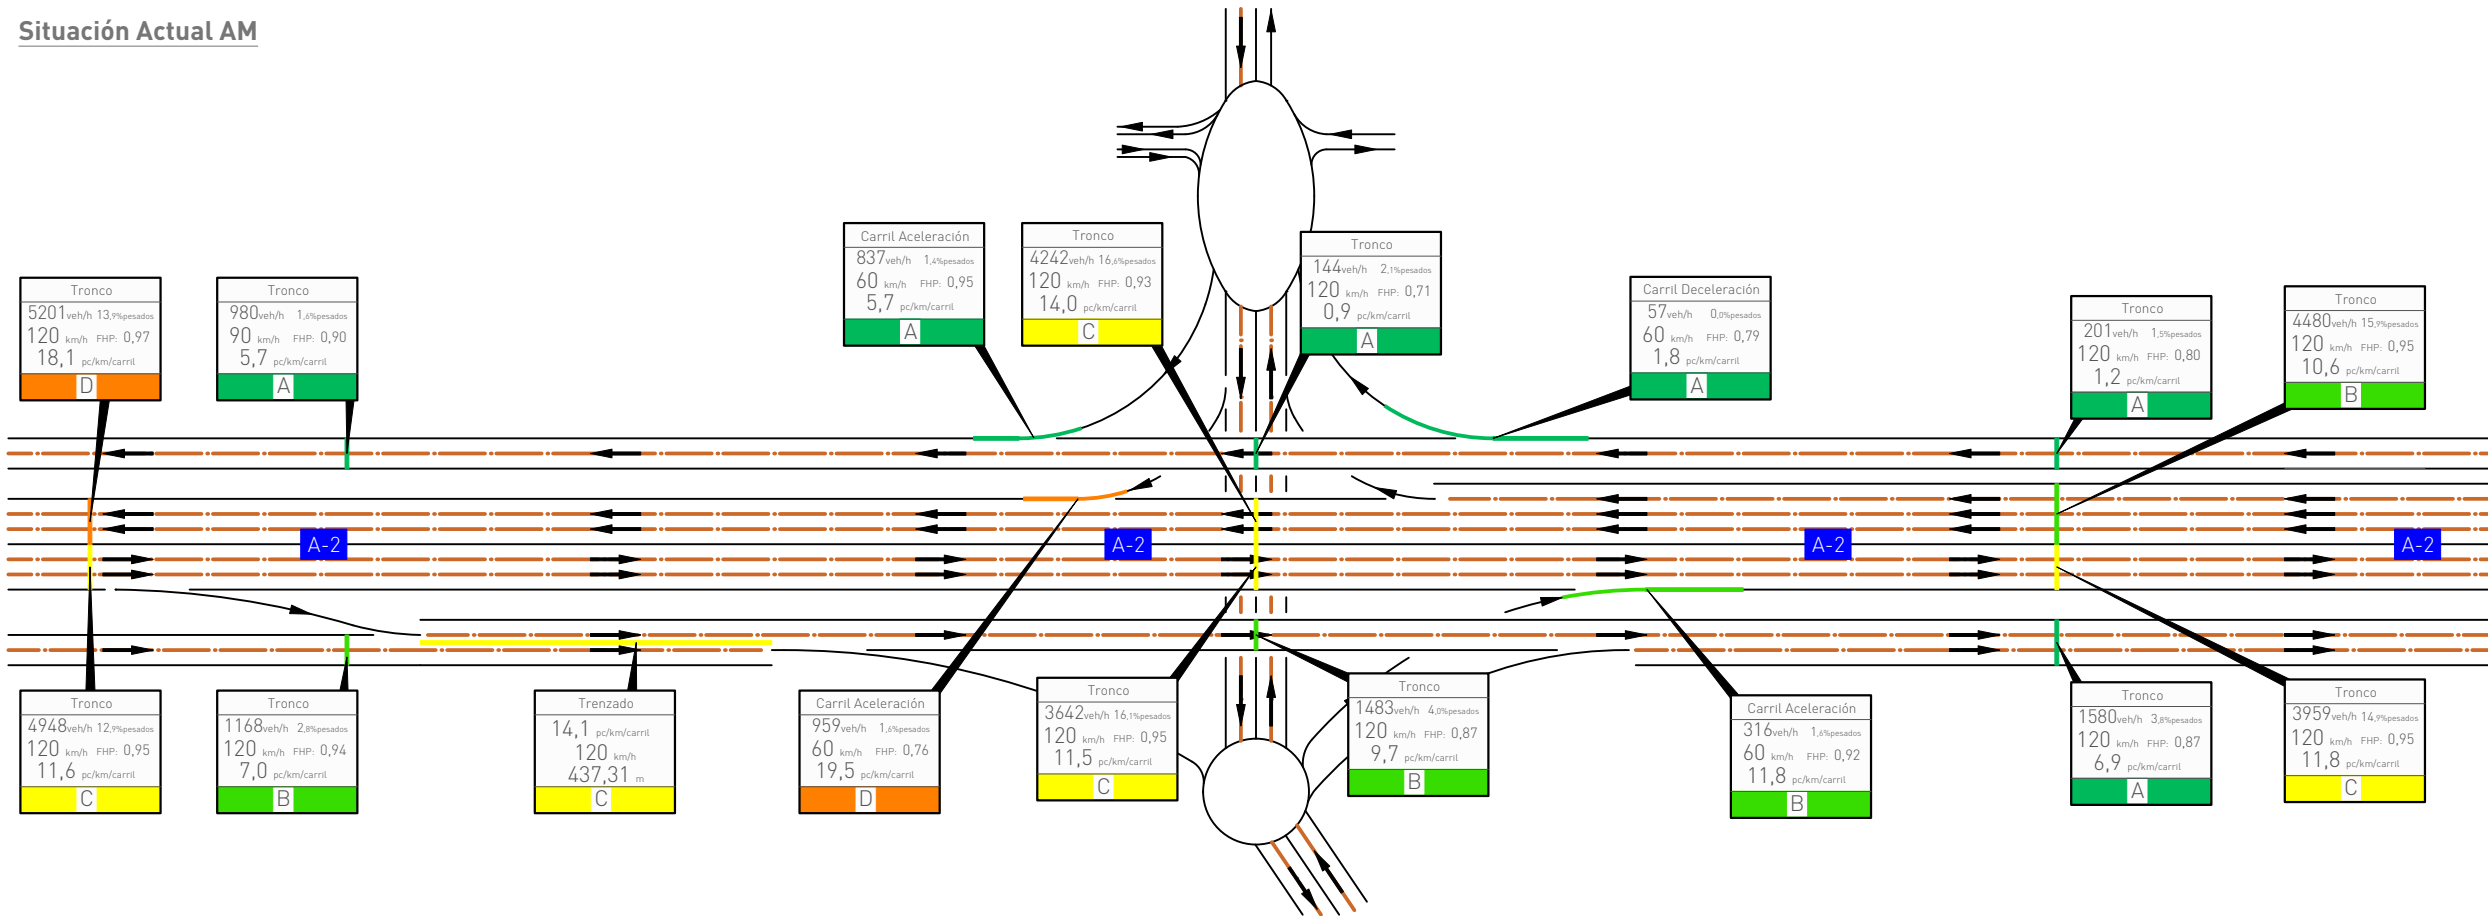 Situación Actual AM
Tronco
5201veh/h 13,9%pesados
120 km/h FHP: 0,97
18,1 pc/km/carril
D
Tronco
980veh/h 1,6%pesados
90 km/h FHP: 0,90
5,7 pc/km/carril
A
Carril Aceleración
837veh/h 1,4%pesados
60 km/h FHP: 0,95
5,7 pc/km/carril
A
Tronco
4242veh/h 16,6%pesados
120 km/h FHP: 0,93
14,0 pc/km/carril
C
Tronco
144veh/h 2,1%pesados
120 km/h FHP: 0,71
0,9 pc/km/carril
A
Carril Deceleración
57veh/h 0,0%pesados
60 km/h FHP: 0,79
1,8 pc/km/carril
A
Tronco
201veh/h 1,5%pesados
120 km/h FHP: 0,80
1,2 pc/km/carril
A
Tronco
4480veh/h 15,9%pesados
120 km/h FHP: 0,95
10,6 pc/km/carril
B
A-2
A-2
A-2
A-2
Tronco
4948veh/h 12,9%pesados
120 km/h FHP: 0,95
11,6 pc/km/carril
C
Tronco
1168veh/h 2,8%pesados
120 km/h FHP: 0,94
7,0 pc/km/carril
B
Trenzado
14,1 pc/km/carril
120 km/h
437,31 m
C
Carril Aceleración
959veh/h 1,6%pesados
60 km/h FHP: 0,76
19,5 pc/km/carril
D
Tronco
3642veh/h 16,1%pesados
120 km/h FHP: 0,95
11,5 pc/km/carril
C
Tronco
1483veh/h 4,0%pesados
120 km/h FHP: 0,87
9,7 pc/km/carril
B
Carril Aceleración
316veh/h 1,6%pesados
60 km/h FHP: 0,92
11,8 pc/km/carril
B
Tronco
1580veh/h 3,8%pesados
120 km/h FHP: 0,87
6,9 pc/km/carril
A
Tronco
3959veh/h 14,9%pesados
120 km/h FHP: 0,95
11,8 pc/km/carril
C